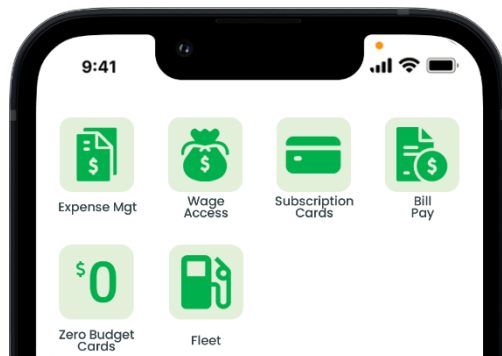 9:41
$
$
$
Expense Mgt
Wage
Access
Subscription
Cards
Bill
Pay
$0
Zero Budget
Cards
Fleet